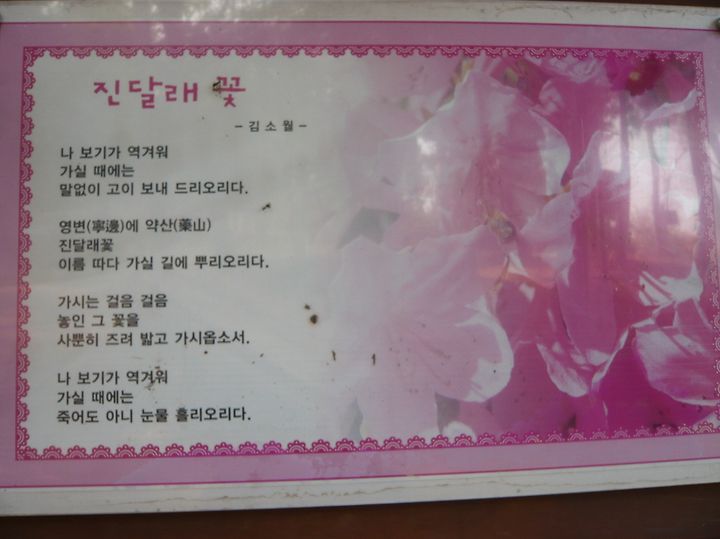 진달래 꽃
– 김 소 월 –
나 보기가 역겨워
가실 때에는
말없이 고이 보내 드리오리다.
영변(寧邊)에 약산(藥山)
진달래꽃
이름 따다 가실 길에 뿌리오리다.
가시는 걸음 걸음
놓인 그 꽃을
사뿐히 즈려 밟고 가시옵소서.
나 보기가 역겨워
가실 때에는
죽어도 아니 눈물 흘리오리다.